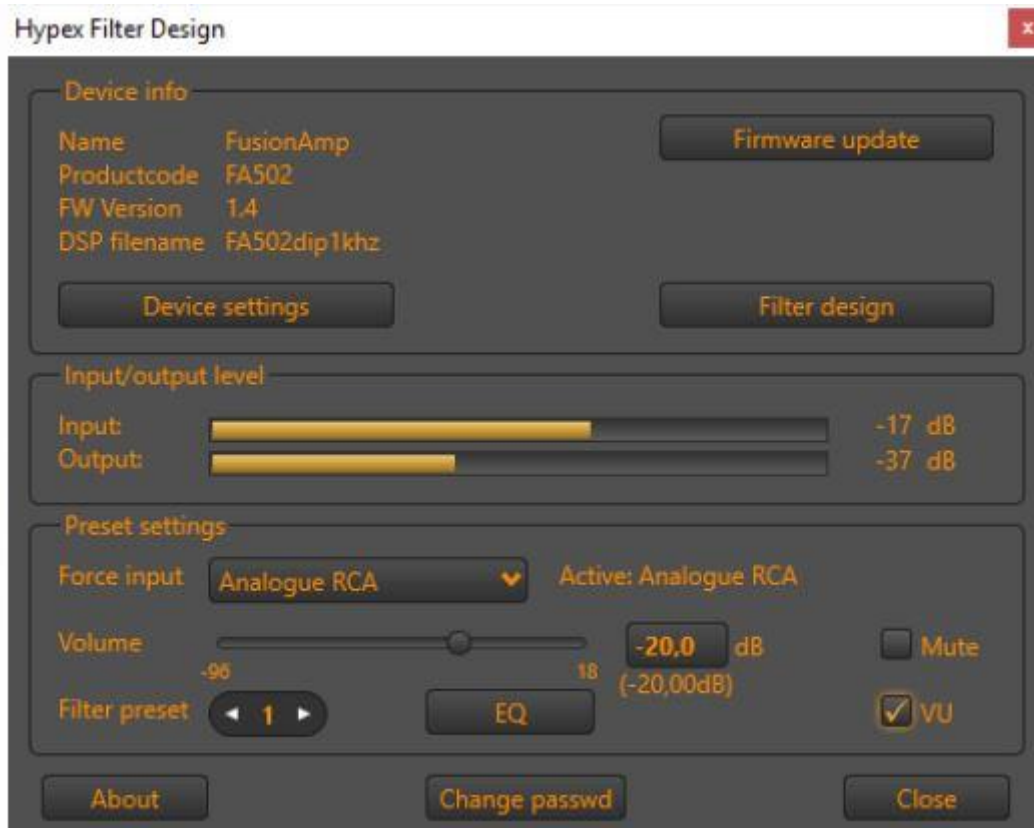 Hypex Filter Design
x
Device info
Name FusionAmp
Firmware update
Productcode FA502
FW Version 1.4
DSP filename FA502dip1khz
Device settings Filter design
Input/output level
Input: -17 dB
Output: -37 dB
Preset settings
Force input Analogue RCA Active: Analogue RCA
Volume -20,0 dB Mute
-96 18 (-20,00dB)
Filter preset 1 EQ VU
About Change passwd Close